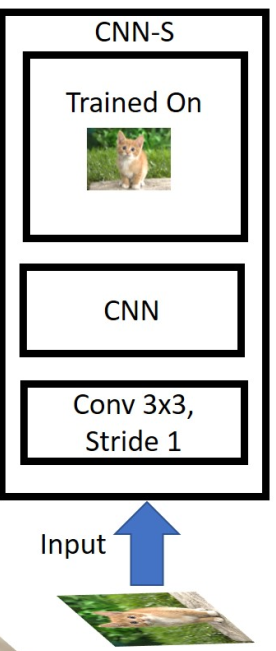 CNN-S
Trained On
CNN
Conv 3x3,
Stride 1
Input